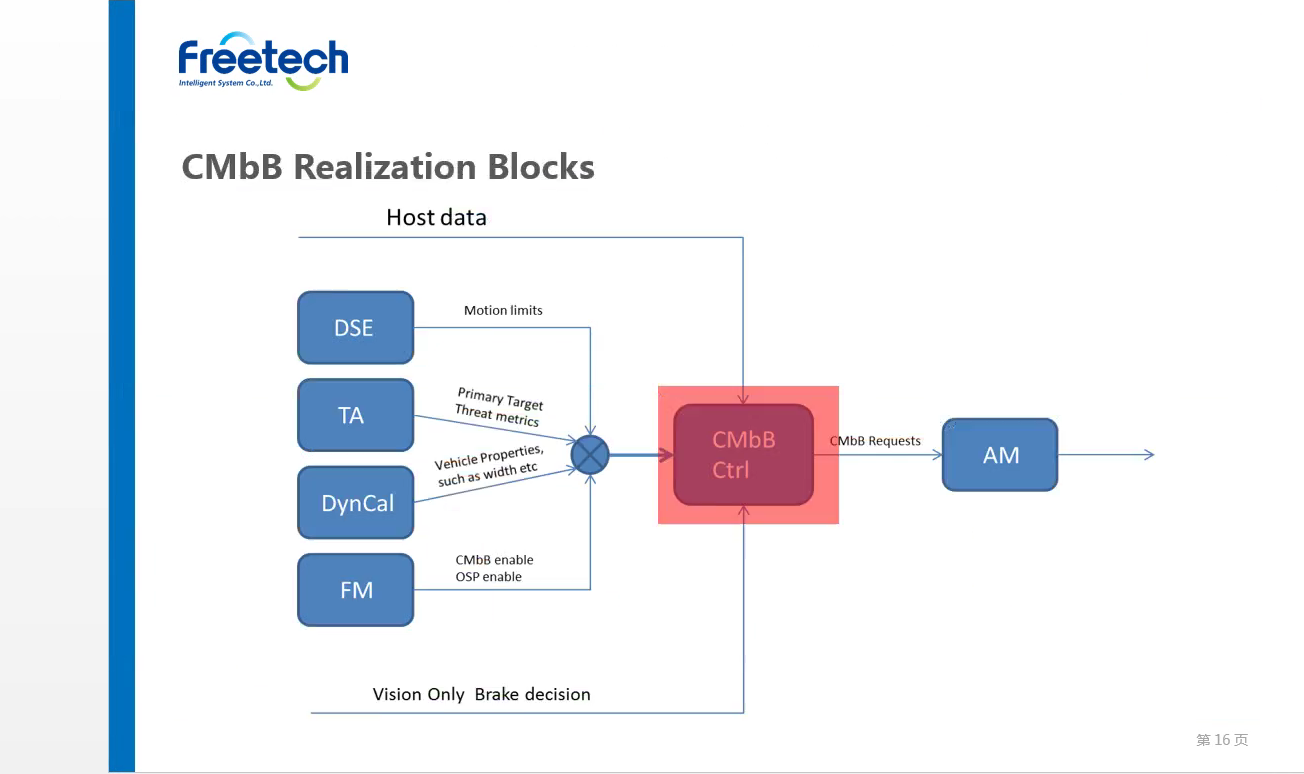 Freetech
Intelligent System Co.,Ltd.
CMbB Realization Blocks
Host data
DSE
Motion limits
TA
Primary Target
Threat metrics
DynCal
Vehicle Properties,
such as width etc
FM
CMbB enable
OSP enable
CMbB
Ctrl
CMbB Requests
AM
Vision Only Brake decision
第 16 页